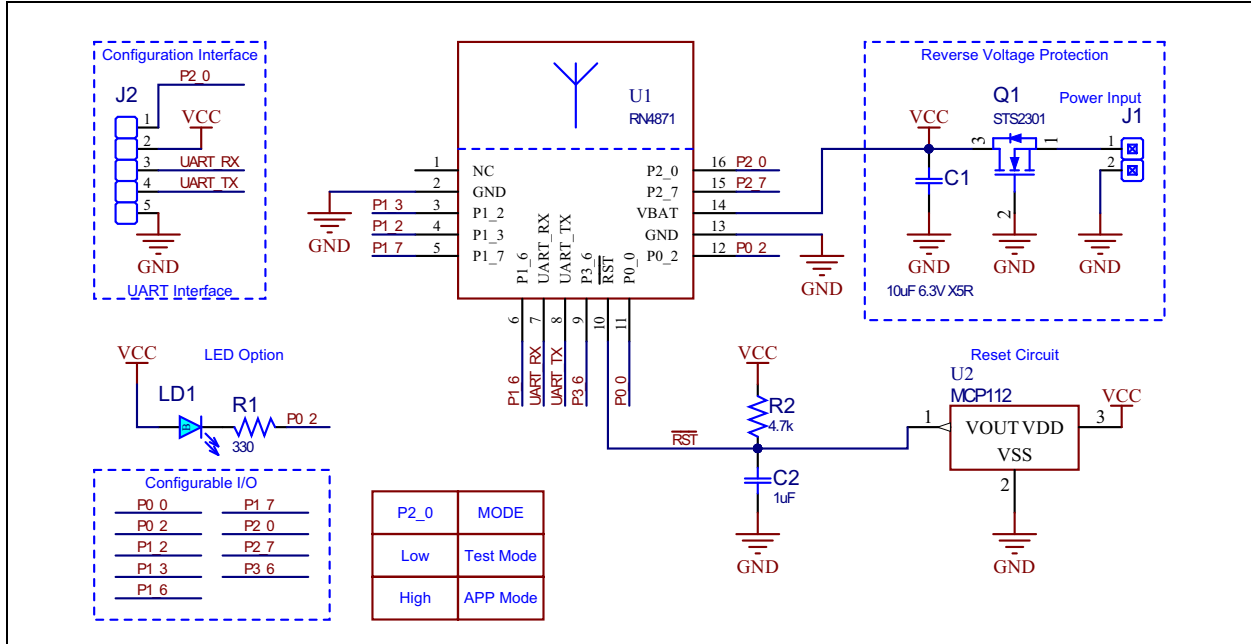 Configuration Interface
P2_0
J2
VCC
1
2
3 UART_RX
4 UART_TX
5
GND
UART Interface
U1
RN4871
1 NC
2 GND
GND
P1_3 3 P1_2
P1_2 4 P1_3
P1_7 5 P1_7
P2_0 16 P2_0
P2_7 15 P2_7
VBAT 14
GND 13
P0_2 12 P0_2
GND
P1_6 UART_RX UART_TX P3_6 RST P0_0
6 7 8 9 10 11
P1_6 UART_RX UART_TX P3_6 P0_0
Reverse Voltage Protection
Q1
STS2301
Power Input
J1
VCC
3 1
1
2
C1
2
GND GND GND
10uF 6.3V X5R
VCC
LED Option
LD1
B
R1
P0_2
330
VCC
Reset Circuit
R2
4.7k
RST
C2
1uF
GND
U2
MCP112
VCC
1 VOUT VDD 3
VSS
2
GND
Configurable I/O
P0_0 P1_7
P0_2 P2_0
P1_2 P2_7
P1_3 P3_6
P1_6
P2_0 MODE
Low Test Mode
High APP Mode